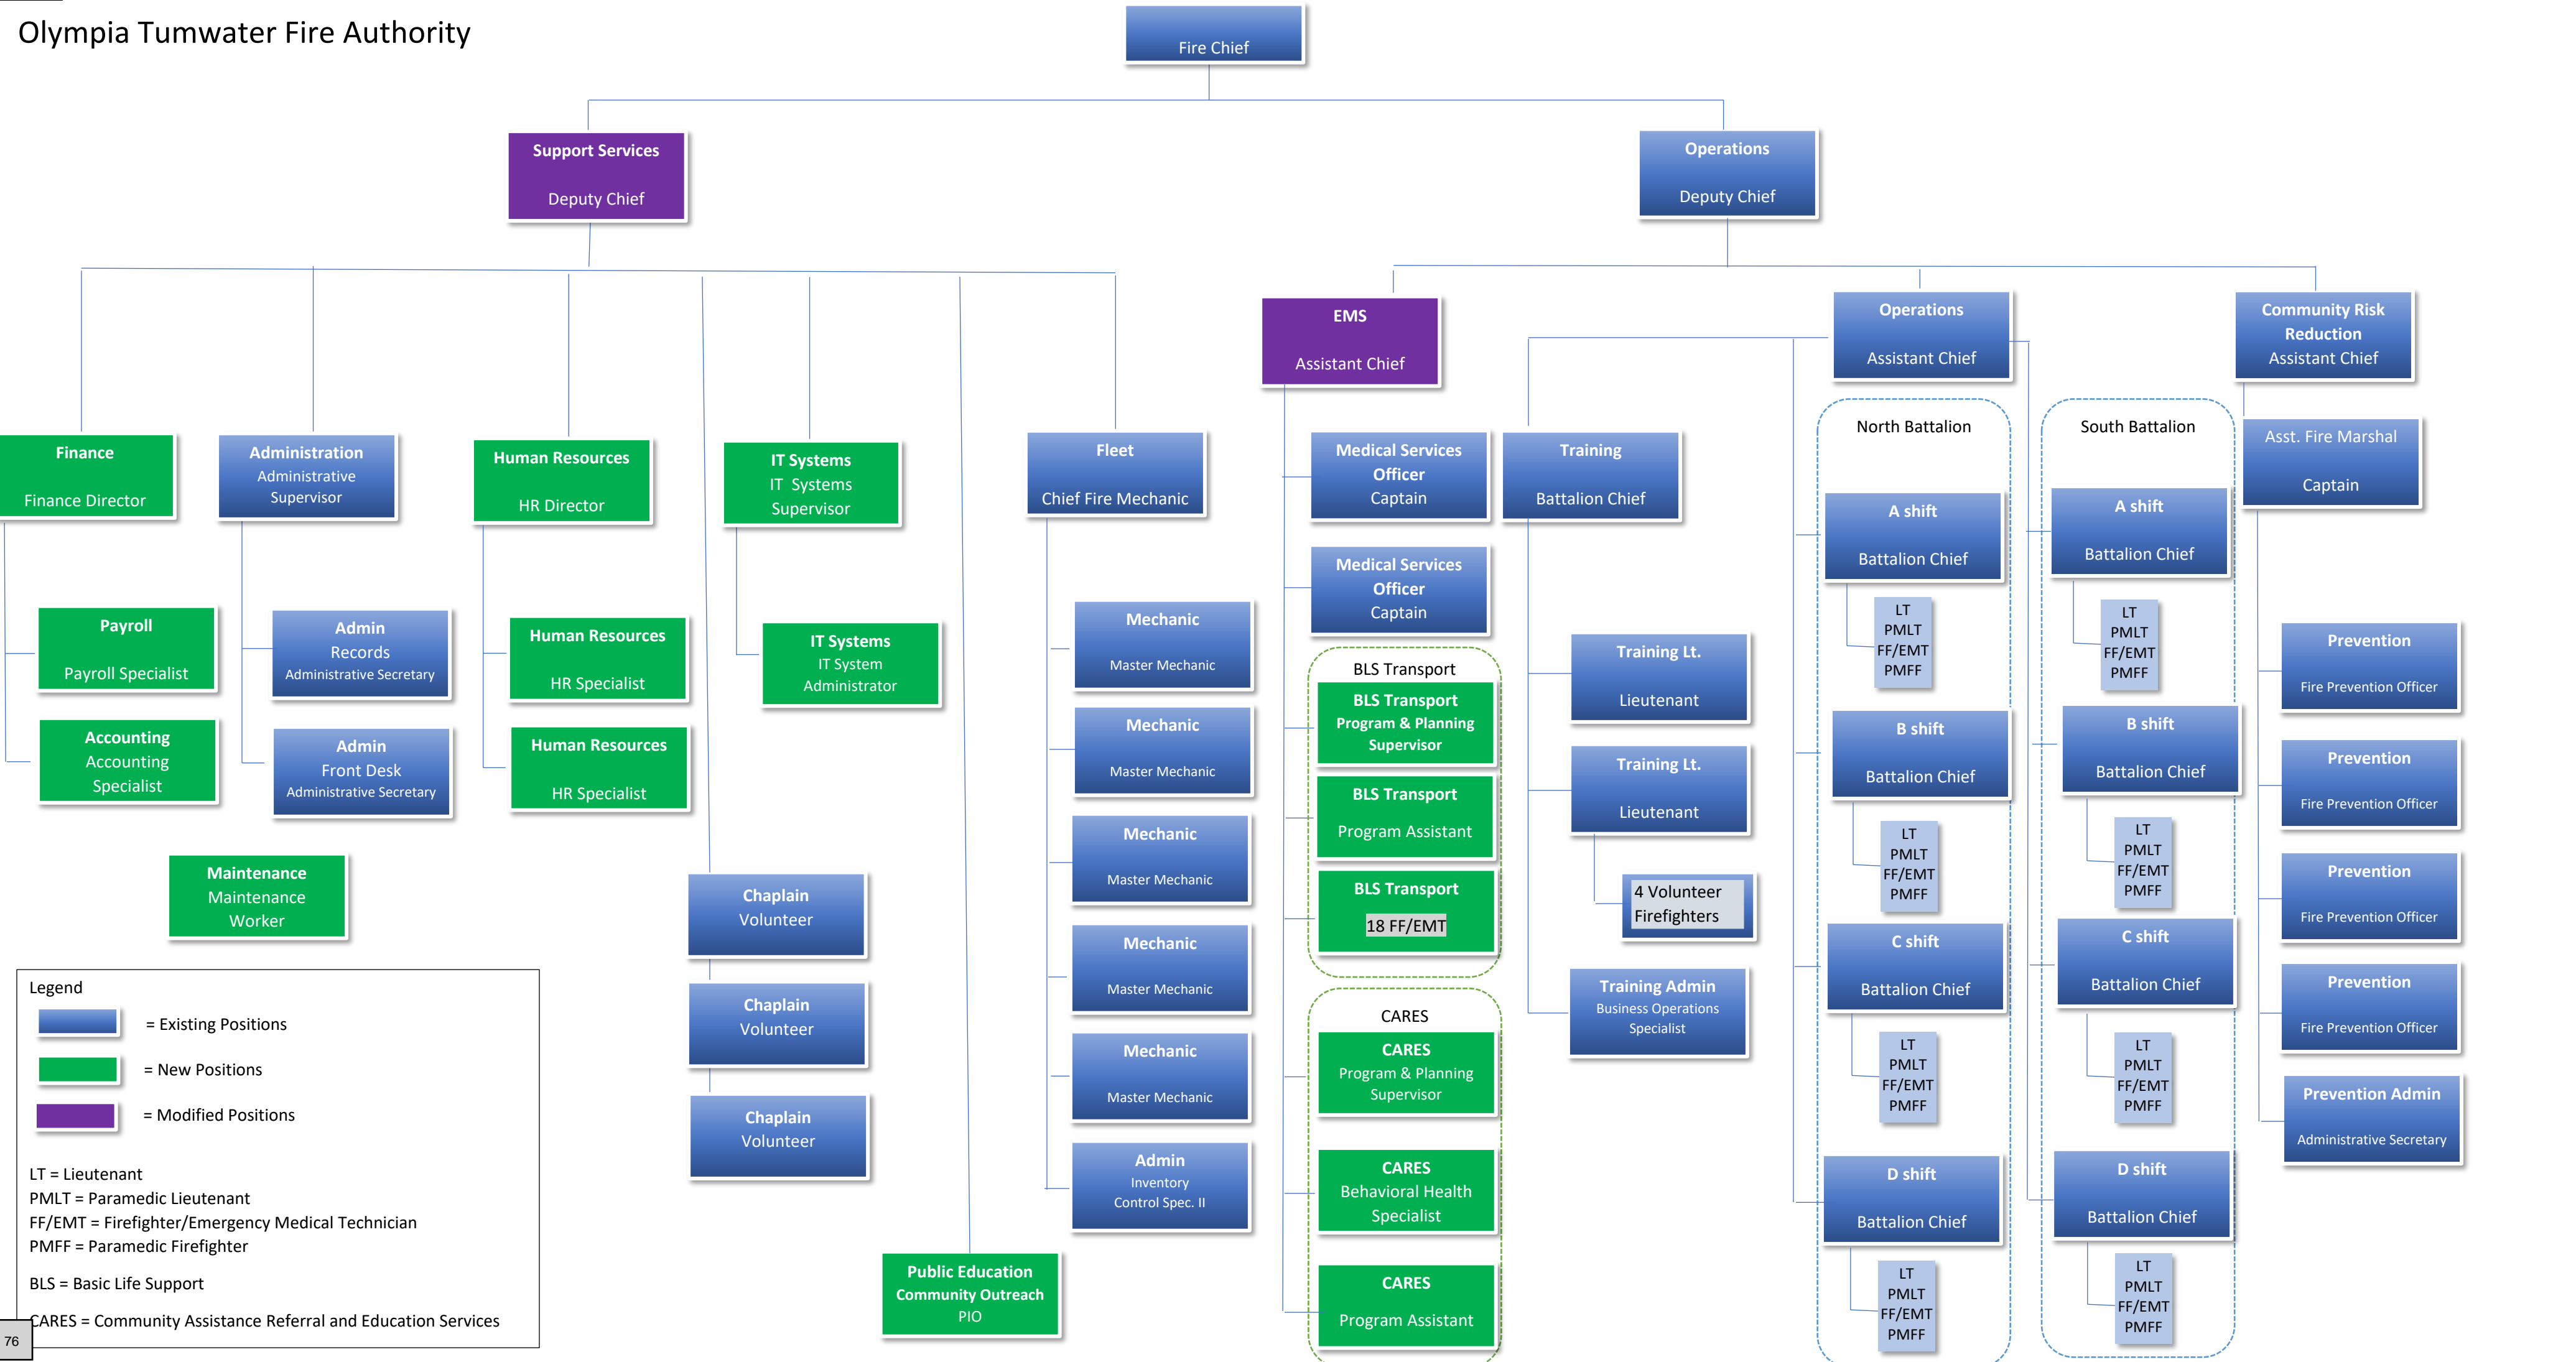 Olympia Tumwater Fire Authority
Fire Chief
Support Services
Deputy Chief
Operations
Deputy Chief
EMS
Assistant Chief
Operations
Assistant Chief
Community Risk
Reduction
Assistant Chief
Finance
Finance Director
Administration
Administrative
Supervisor
Human Resources
HR Director
IT Systems
IT Systems
Supervisor
Fleet
Chief Fire Mechanic
Payroll
Payroll Specialist
Accounting
Accounting
Specialist
Admin
Records
Administrative Secretary
Admin
Front Desk
Administrative Secretary
Human Resources
HR Specialist
Human Resources
HR Specialist
IT Systems
IT System
Administrator
Maintenance
Maintenance
Worker
Chaplain
Volunteer
Chaplain
Volunteer
Chaplain
Volunteer
Public Education
Community Outreach
PIO
Mechanic
Master Mechanic
Mechanic
Master Mechanic
Mechanic
Master Mechanic
Mechanic
Master Mechanic
Mechanic
Master Mechanic
Admin
Inventory
Control Spec. II
Medical Services
Officer
Captain
Medical Services
Officer
Captain
BLS Transport
BLS Transport
Program & Planning
Supervisor
BLS Transport
Program Assistant
BLS Transport
18 FF/EMT
CARES
CARES
Program & Planning
Supervisor
CARES
Behavioral Health
Specialist
CARES
Program Assistant
Training
Battalion Chief
Training Lt.
Lieutenant
Training Lt.
Lieutenant
4 Volunteer
Firefighters
Training Admin
Business Operations
Specialist
North Battalion
A shift
Battalion Chief
LT
PMLT
FF/EMT
PMFF
B shift
Battalion Chief
LT
PMLT
FF/EMT
PMFF
C shift
Battalion Chief
LT
PMLT
FF/EMT
PMFF
D shift
Battalion Chief
LT
PMLT
FF/EMT
PMFF
South Battalion
A shift
Battalion Chief
LT
PMLT
FF/EMT
PMFF
B shift
Battalion Chief
LT
PMLT
FF/EMT
PMFF
C shift
Battalion Chief
LT
PMLT
FF/EMT
PMFF
D shift
Battalion Chief
LT
PMLT
FF/EMT
PMFF
Asst. Fire Marshal
Captain
Prevention
Fire Prevention Officer
Prevention
Fire Prevention Officer
Prevention
Fire Prevention Officer
Prevention
Fire Prevention Officer
Prevention Admin
Administrative Secretary
Legend
= Existing Positions
= New Positions
= Modified Positions
LT = Lieutenant
PMLT = Paramedic Lieutenant
FF/EMT = Firefighter/Emergency Medical Technician
PMFF = Paramedic Firefighter
BLS = Basic Life Support
CARES = Community Assistance Referral and Education Services
76